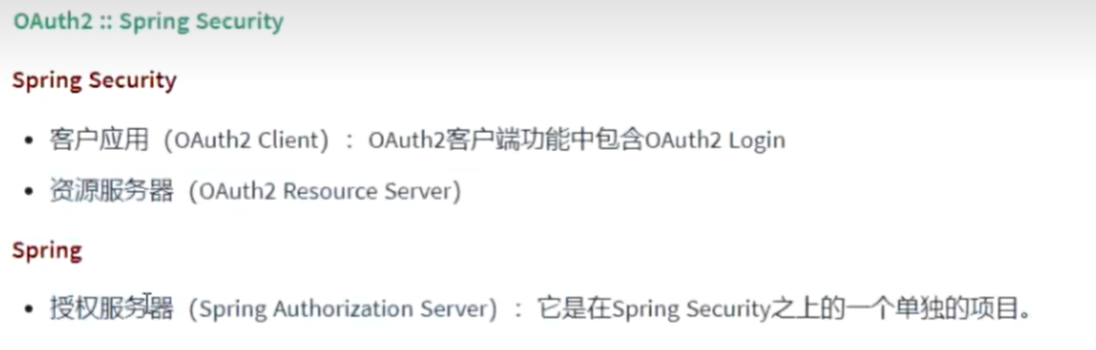 OAuth2 :: Spring Security
Spring Security
• 客户应用（OAuth2 Client）：OAuth2客户端功能中包含OAuth2 Login
• 资源服务器（OAuth2 Resource Server）
Spring
• 授权服务器（Spring Authorization Server）：它是在Spring Security之上的一个单独的项目。